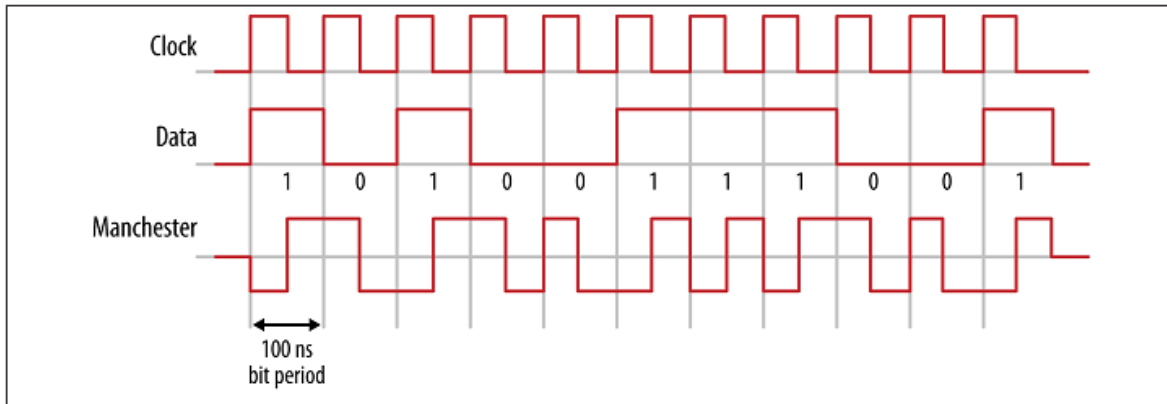 Clock
Data
1 0 1 0 0 1 1 1 0 0 1
Manchester
100 ns
bit period